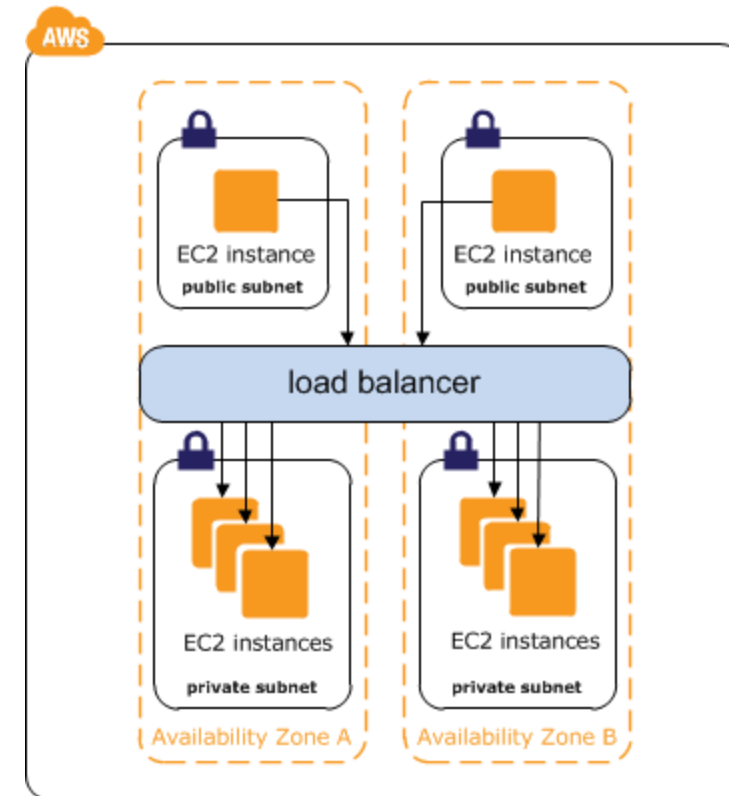 AWS
EC2 instance
public subnet
EC2 instance
public subnet
load balancer
EC2 instances
private subnet
EC2 instances
private subnet
Availability Zone A
Availability Zone B